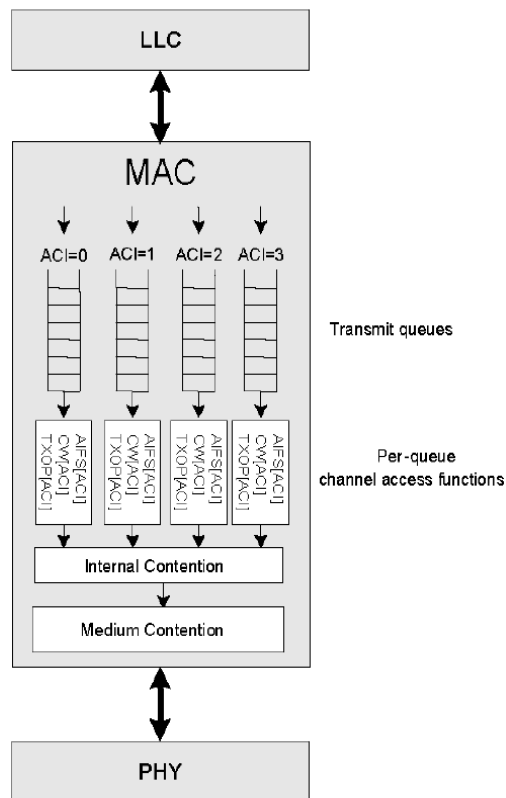 LLC
MAC
ACI=0 ACI=1 ACI=2 ACI=3
Transmit queues
AIFS[ACI]
CW[ACI]
TXOP[ACI]
AIFS[ACI]
CW[ACI]
TXOP[ACI]
AIFS[ACI]
CW[ACI]
TXOP[ACI]
AIFS[ACI]
CW[ACI]
TXOP[ACI]
Per-queue
channel access functions
Internal Contention
Medium Contention
PHY